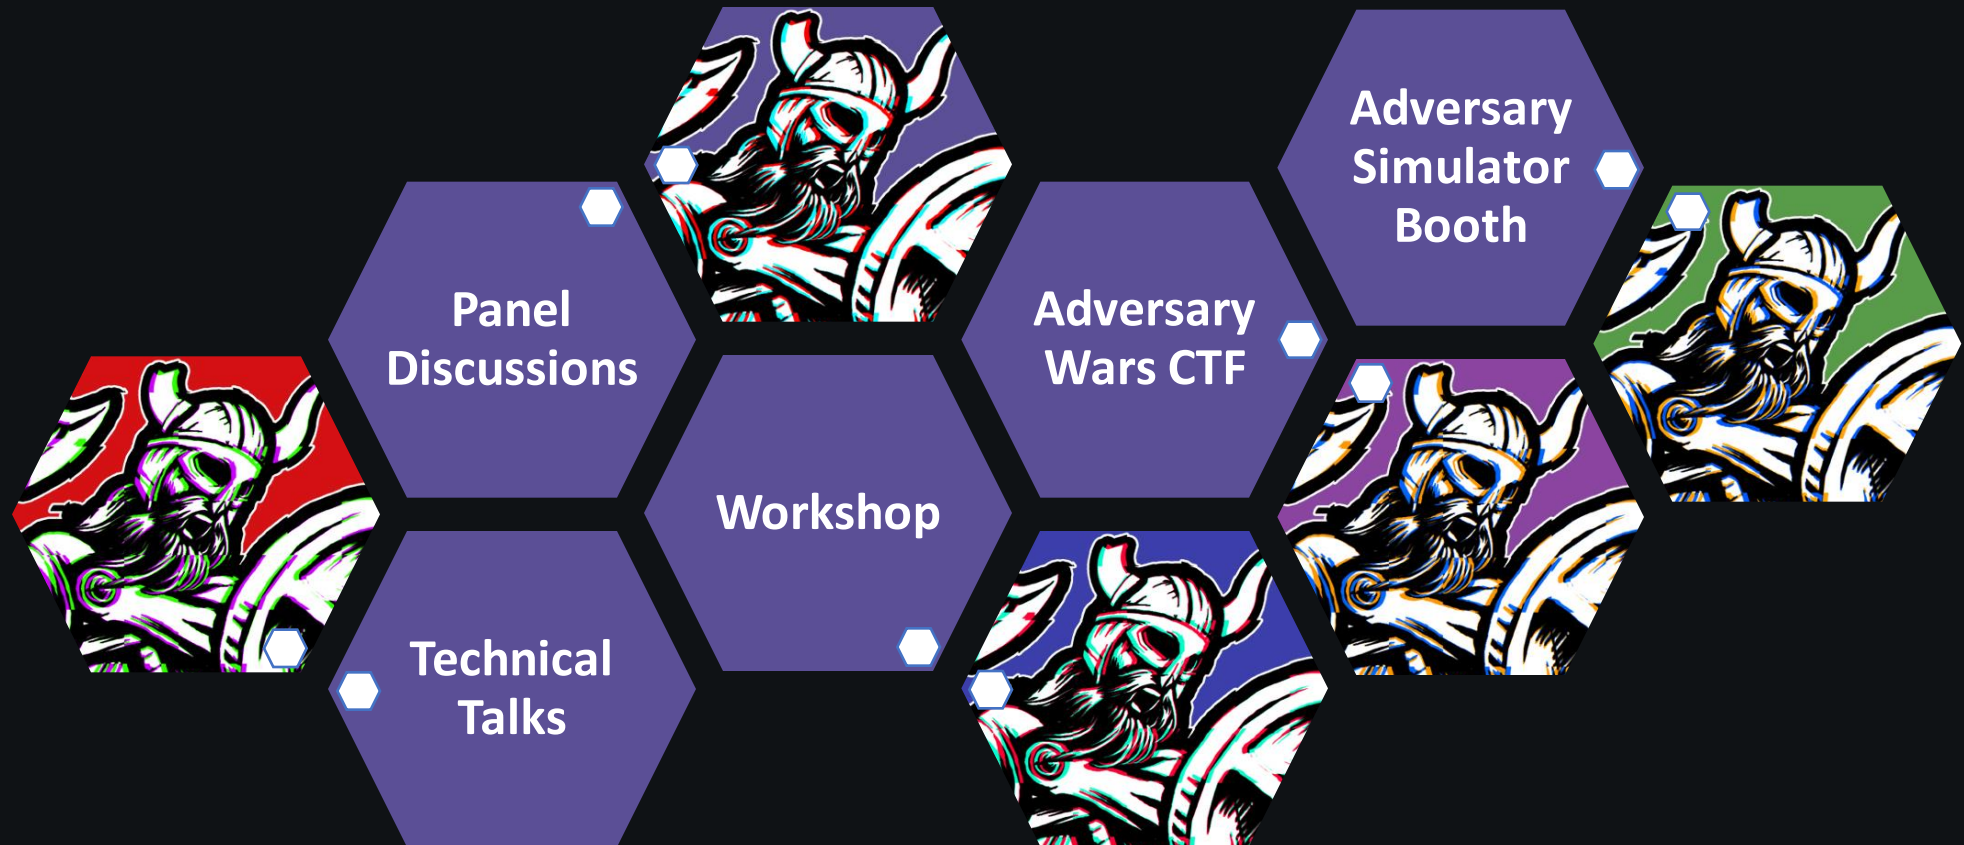 Panel
Discussions
Technical
Talks
Workshop
Adversary
Wars CTF
Adversary
Simulator
Booth